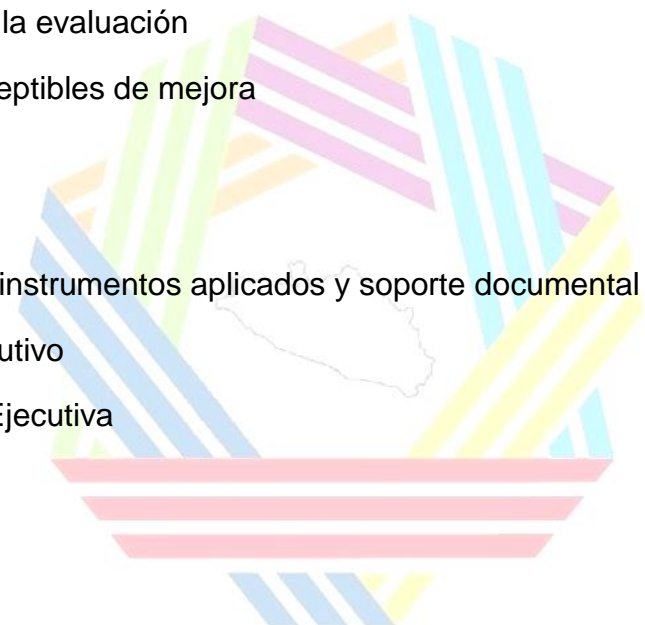 la evaluación
eptibles de mejora
instrumentos aplicados y soporte documental
utivo
Ejecutiva